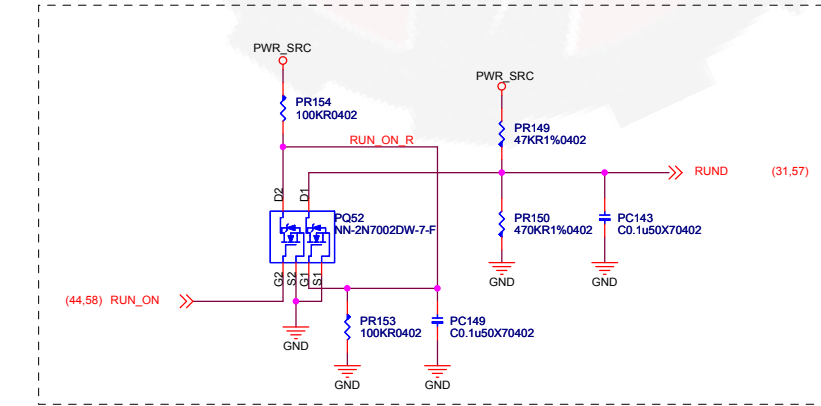 PWR_SRC
PR154
100KR0402
PWR_SRC
PR149
47KR1%0402
RUN_ON_R
RUND
(31,57)
D2
D1
PQ52
NN-2N7002DW-7-F
PR150
470KR1%0402
PC143
C0.1u50X70402
GND
GND
G2
S2
G1
S1
(44,58) RUN_ON
GND
PR153
100KR0402
PC149
C0.1u50X70402
GND
GND